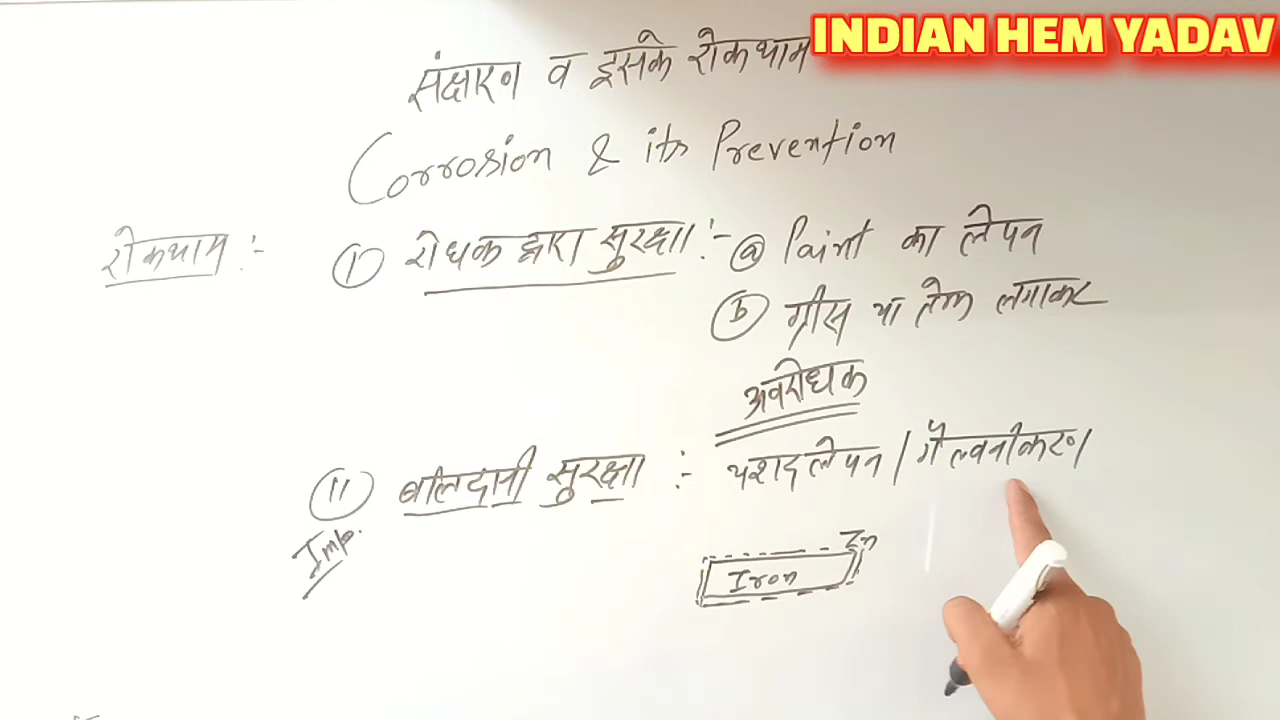 INDIAN HEM YADAV
संक्षारण व इसके रोकथाम
Corrosion & its Prevention
रोकथाम :- (I) रोधक द्वारा सुरक्षा :- (a) Paint का लेपन
(b) ग्रीस या तेल लगाकर
अवरोधक
(II) बलिदानी सुरक्षा :- यशदलेपन / गैल्वनीकरण
Imp.
Zn
Iron